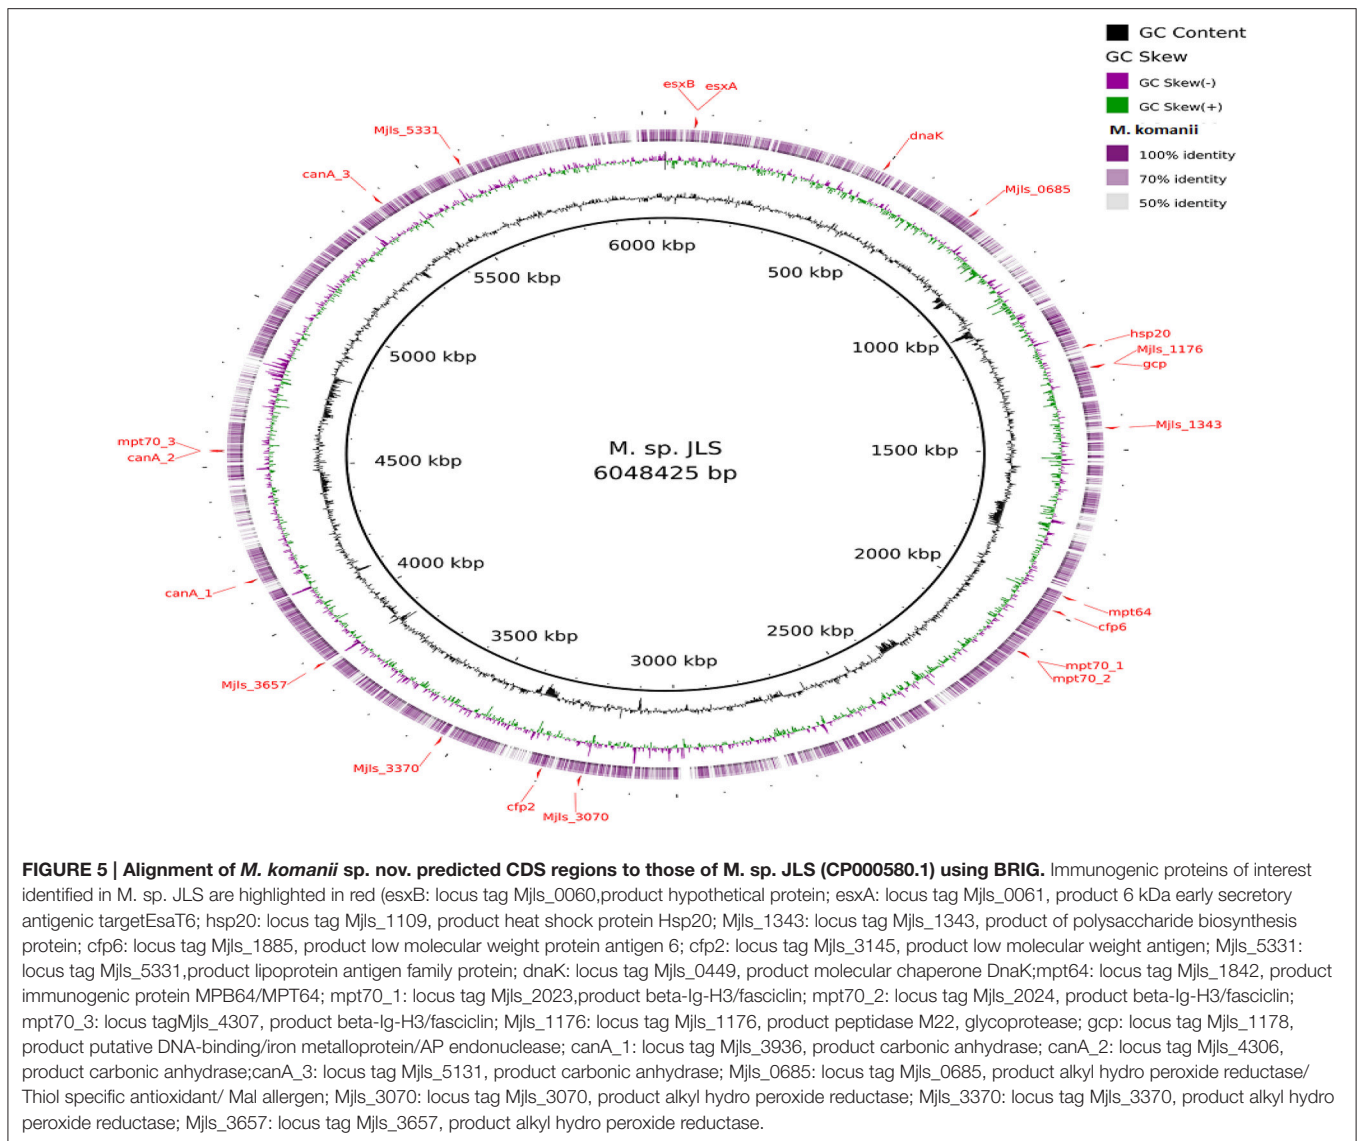 GC Content
GC Skew
GC Skew(-)
GC Skew(+)
M. komanii
100% identity
70% identity
50% identity
esxB
esxA
Mjls_5331
dnaK
canA_3
Mjls_0685
6000 kbp
500 kbp
5500 kbp
hsp20
1000 kbp
Mjls_1176
5000 kbp
gcp
Mjls_1343
mpt70_3
M. sp. JLS
1500 kbp
canA_2
4500 kbp
6048425 bp
2000 kbp
4000 kbp
canA_1
mpt64
cfp6
2500 kbp
3500 kbp
3000 kbp
mpt70_1
mpt70_2
Mjls_3657
Mjls_3370
cfp2
Mjls_3070
FIGURE 5 | Alignment of M. komanii sp. nov. predicted CDS regions to those of M. sp. JLS (CP000580.1) using BRIG. Immunogenic proteins of interest
identified in M. sp. JLS are highlighted in red (esxB: locus tag Mjls_0060,product hypothetical protein; esxA: locus tag Mjls_0061, product 6 kDa early secretory
antigenic targetEsaT6; hsp20: locus tag Mjls_1109, product heat shock protein Hsp20; Mjls_1343: locus tag Mjls_1343, product of polysaccharide biosynthesis
protein; cfp6: locus tag Mjls_1885, product low molecular weight protein antigen 6; cfp2: locus tag Mjls_3145, product low molecular weight antigen; Mjls_5331:
locus tag Mjls_5331,product lipoprotein antigen family protein; dnaK: locus tag Mjls_0449, product molecular chaperone DnaK;mpt64: locus tag Mjls_1842, product
immunogenic protein MPB64/MPT64; mpt70_1: locus tag Mjls_2023,product beta-Ig-H3/fasciclin; mpt70_2: locus tag Mjls_2024, product beta-Ig-H3/fasciclin;
mpt70_3: locus tagMjls_4307, product beta-Ig-H3/fasciclin; Mjls_1176: locus tag Mjls_1176, product peptidase M22, glycoprotease; gcp: locus tag Mjls_1178,
product putative DNA-binding/iron metalloprotein/AP endonuclease; canA_1: locus tag Mjls_3936, product carbonic anhydrase; canA_2: locus tag Mjls_4306,
product carbonic anhydrase;canA_3: locus tag Mjls_5131, product carbonic anhydrase; Mjls_0685: locus tag Mjls_0685, product alkyl hydro peroxide reductase/
Thiol specific antioxidant/ Mal allergen; Mjls_3070: locus tag Mjls_3070, product alkyl hydro peroxide reductase; Mjls_3370: locus tag Mjls_3370, product alkyl hydro
peroxide reductase; Mjls_3657: locus tag Mjls_3657, product alkyl hydro peroxide reductase.